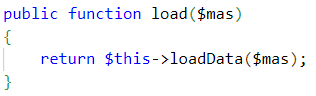 public function load($mas)
{
    return $this->loadData($mas);
}